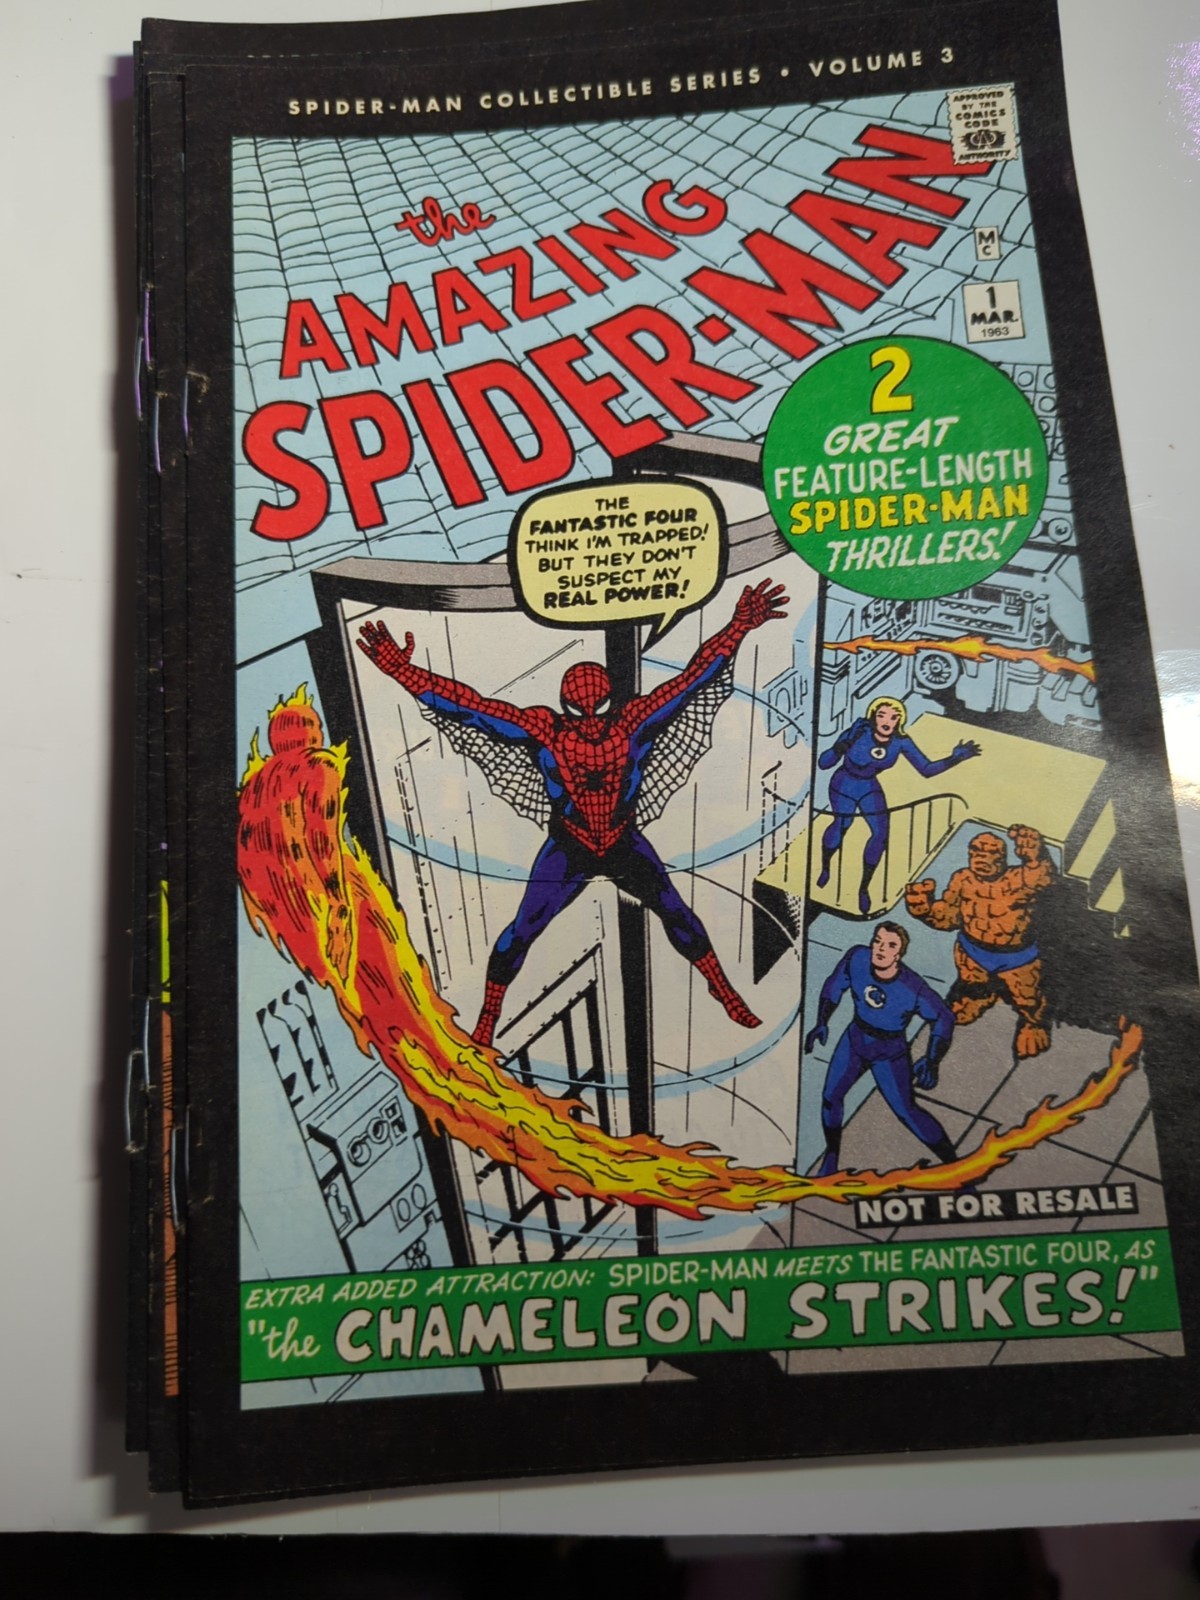 SPIDER-MAN COLLECTIBLE SERIES • VOLUME 3
APPROVED
BY THE
COMICS
CODE
CA
AUTHORITY
the
AMAZING
SPIDER-MAN
M
C
1
MAR.
1963
2
GREAT
FEATURE-LENGTH
SPIDER-MAN
THRILLERS!
THE
FANTASTIC FOUR
THINK I'M TRAPPED!
BUT THEY DON'T
SUSPECT MY
REAL POWER!
4
NOT FOR RESALE
EXTRA ADDED ATTRACTION: SPIDER-MAN MEETS THE FANTASTIC FOUR, AS
"the CHAMELEON STRIKES!"